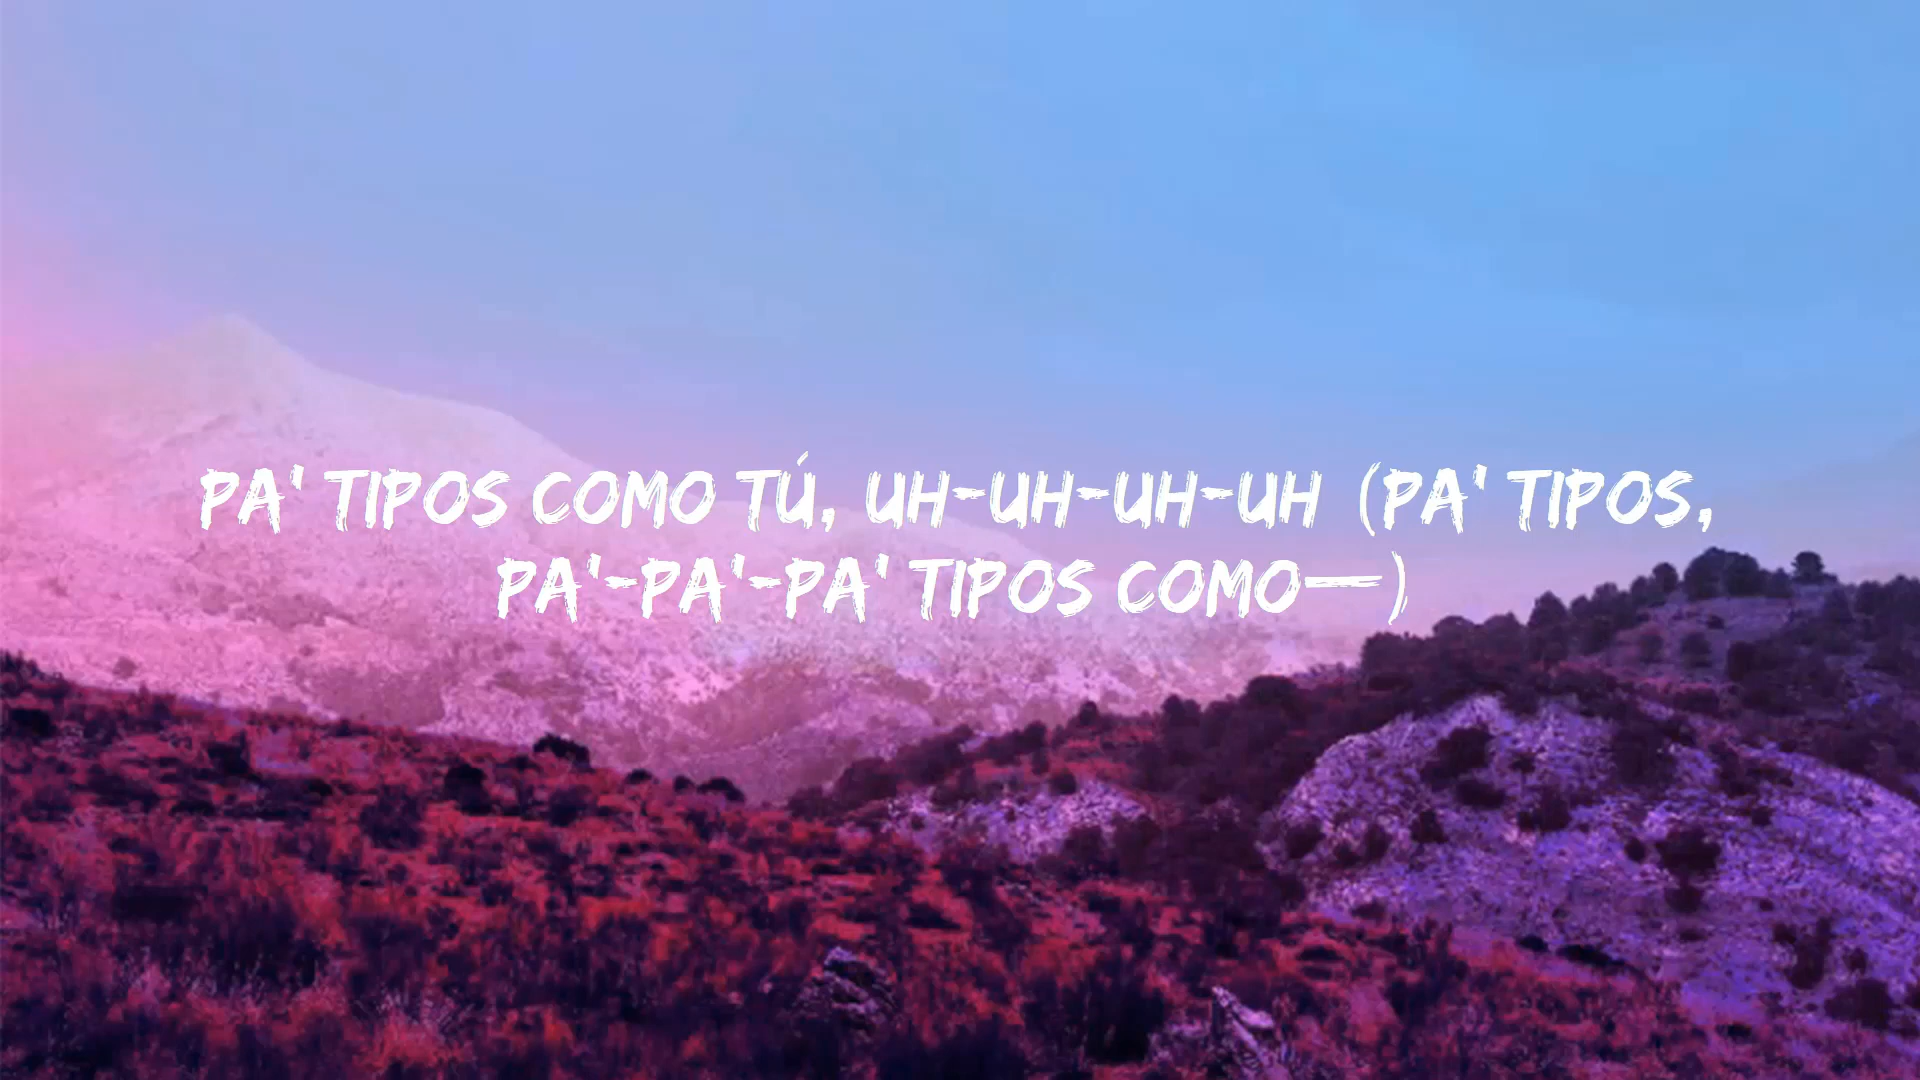 PA' TIPOS COMO TÚ, UH-UH-UH-UH (PA' TIPOS,
PA'-PA'-PA' TIPOS COMO—)